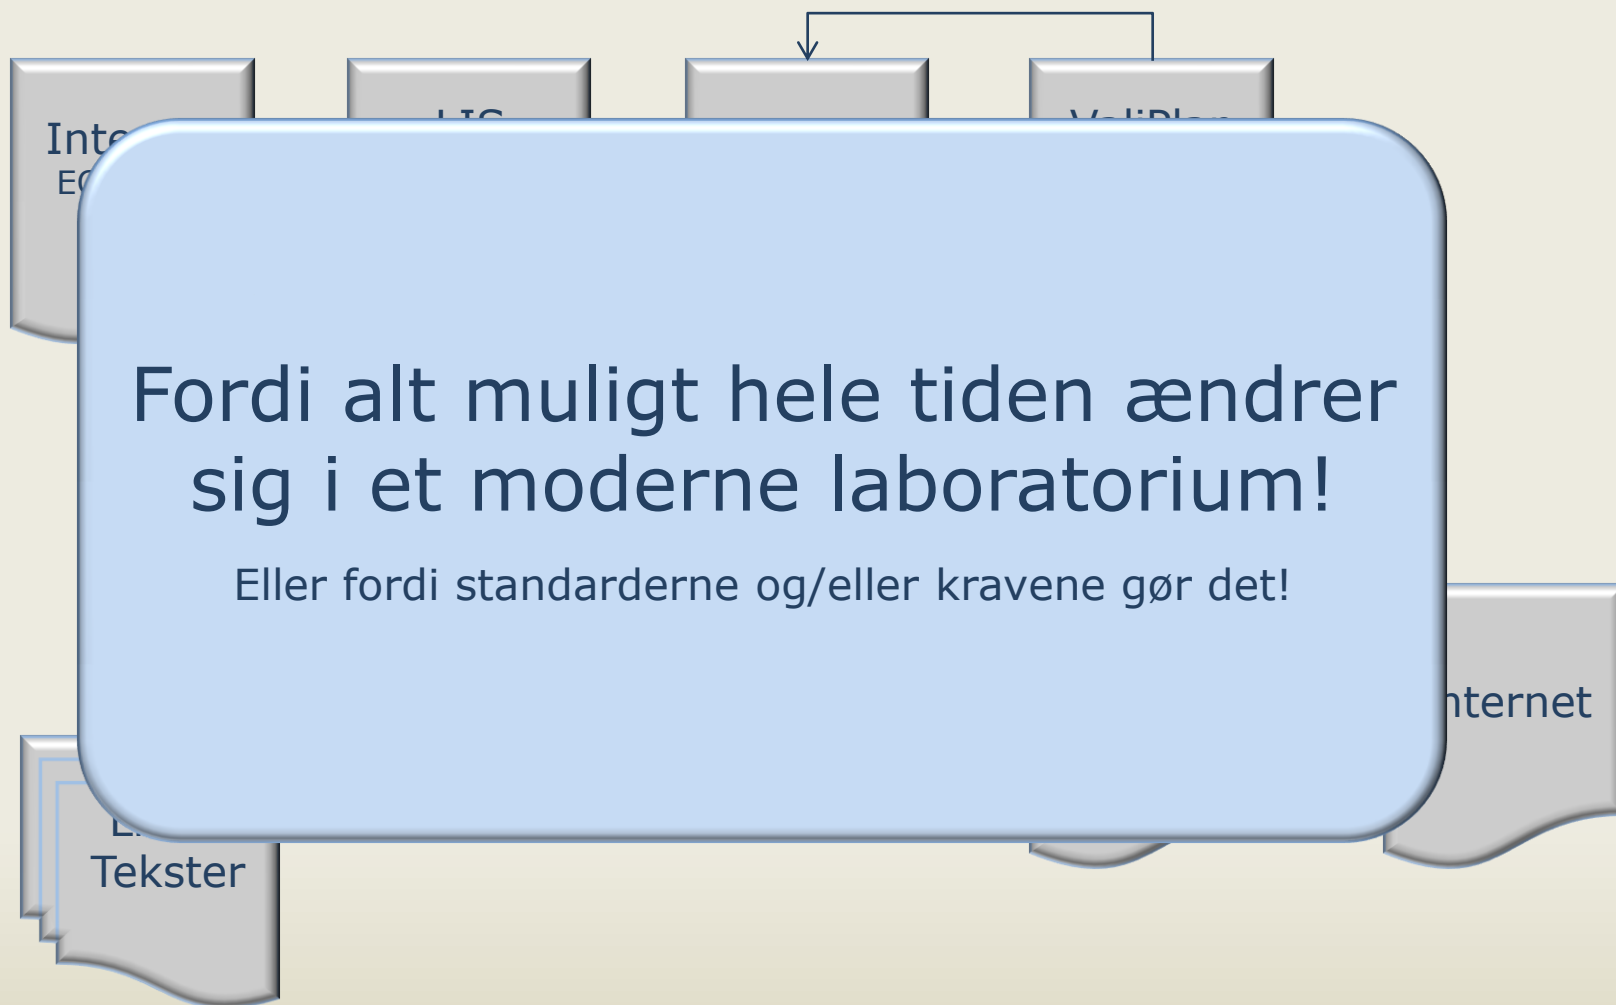 Fordi alt muligt hele tiden ændrer
sig i et moderne laboratorium!
Eller fordi standarderne og/eller kravene gør det!
Tekster